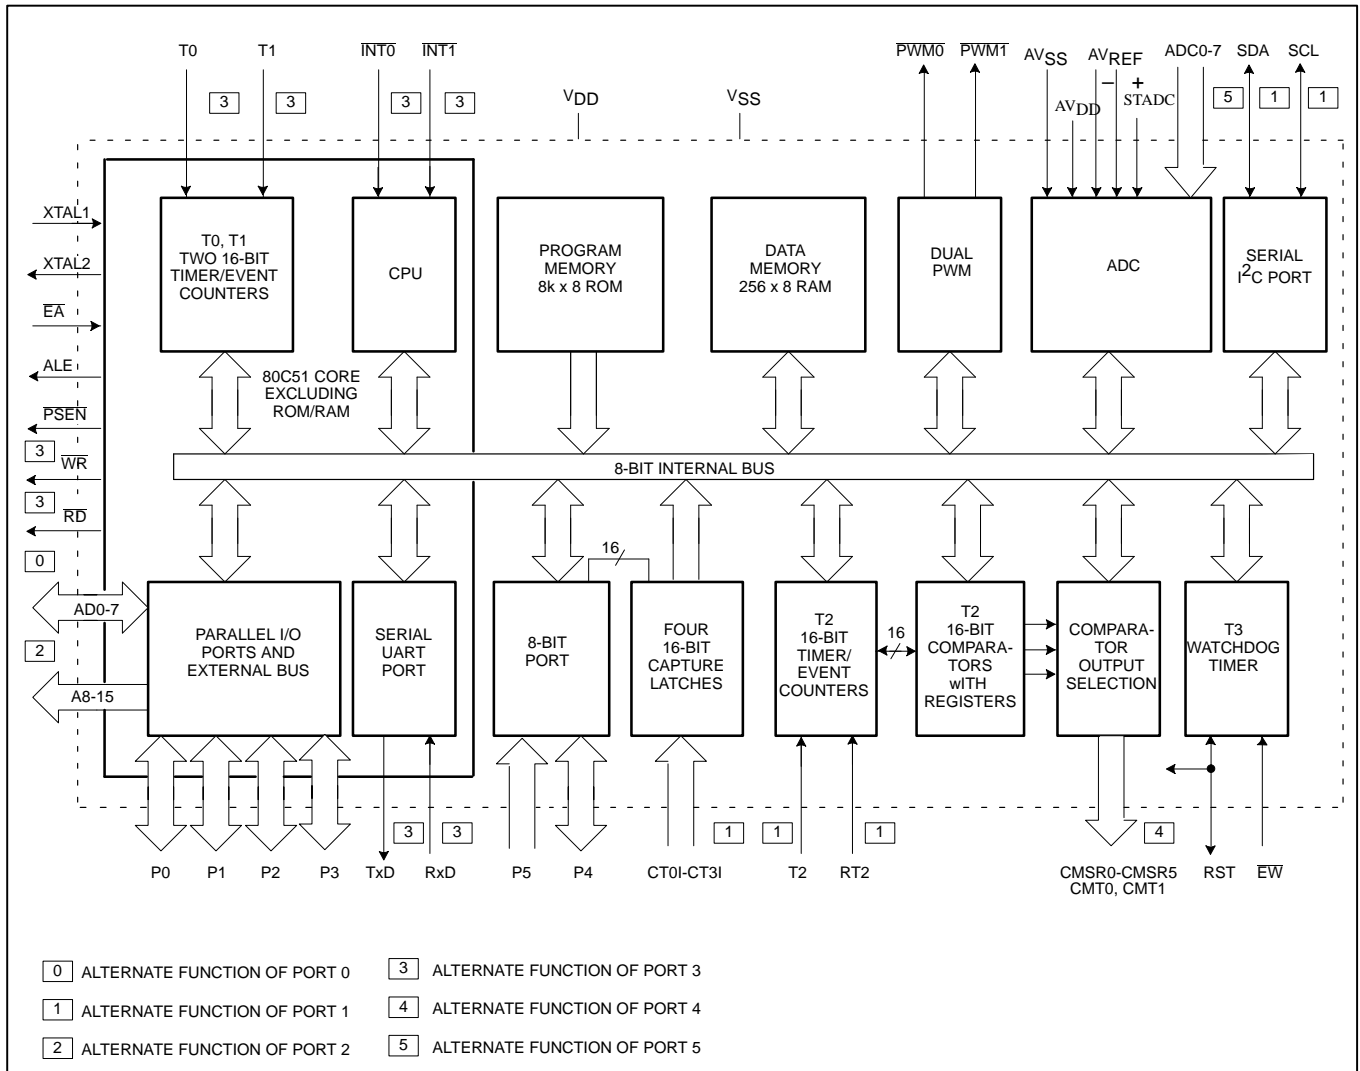 T0 T1 INT0 INT1 PWM0 PWM1 AVSS AVREF ADC0-7 SDA SCL
− +
3 3 3 3 VDD VSS AVDD STADC 5 1 1
XTAL1
XTAL2
EA
ALE
PSEN
3
WR
3
RD
0
AD0-7
2
A8-15
T0, T1
TWO 16-BIT
TIMER/EVENT
COUNTERS
CPU
PROGRAM
MEMORY
8k x 8 ROM
DATA
MEMORY
256 x 8 RAM
DUAL
PWM
ADC
SERIAL
I2C PORT
80C51 CORE
EXCLUDING
ROM/RAM
8-BIT INTERNAL BUS
PARALLEL I/O
PORTS AND
EXTERNAL BUS
SERIAL
UART
PORT
8-BIT
PORT
16
FOUR
16-BIT
CAPTURE
LATCHES
T2
16-BIT
TIMER/
EVENT
COUNTERS
16
T2
16-BIT
COMPARA-
TORS
wITH
REGISTERS
COMPARA-
TOR
OUTPUT
SELECTION
T3
WATCHDOG
TIMER
3 3 1 1 1 4
P0 P1 P2 P3 TxD RxD P5 P4 CT0I-CT3I T2 RT2 CMSR0-CMSR5 RST EW
CMT0, CMT1
0 ALTERNATE FUNCTION OF PORT 0
1 ALTERNATE FUNCTION OF PORT 1
2 ALTERNATE FUNCTION OF PORT 2
3 ALTERNATE FUNCTION OF PORT 3
4 ALTERNATE FUNCTION OF PORT 4
5 ALTERNATE FUNCTION OF PORT 5